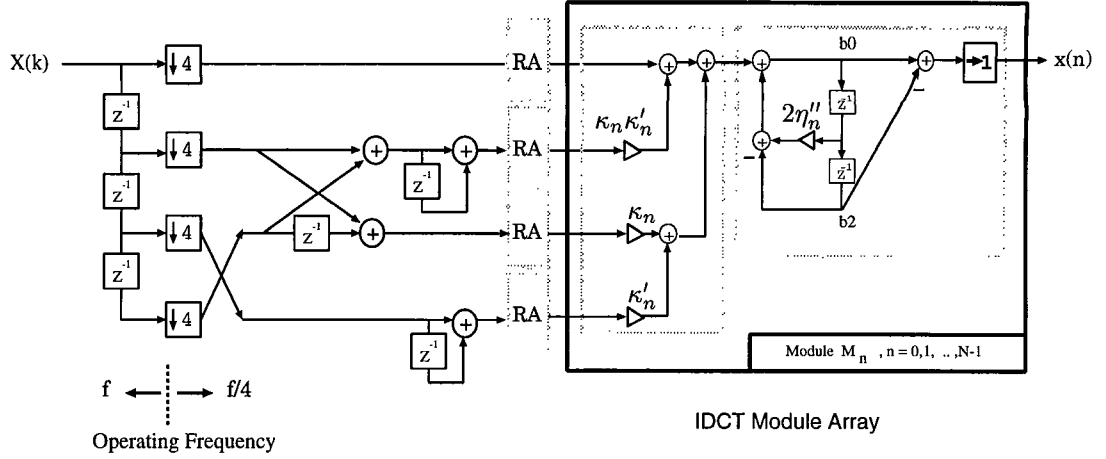 X(k) ↓ 4 RA b0 →1 x(n)
z⁻¹ z⁻¹
2η″ₙ
κₙκ′ₙ
↓ 4 + + RA
z⁻¹
z⁻¹ z⁻¹
b2
κₙ
↓ 4 z⁻¹ + RA
z⁻¹
κ′ₙ
↓ 4 + RA
z⁻¹
Module Mₙ , n = 0,1, .. ,N-1
f f/4
IDCT Module Array
Operating Frequency